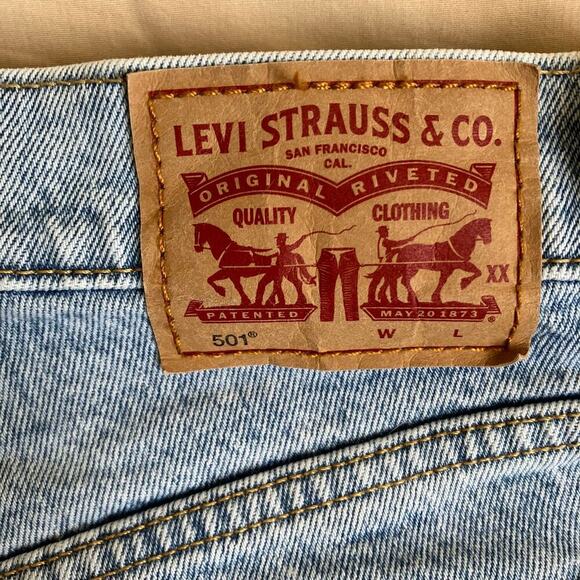 LEVI STRAUSS & CO.
SAN FRANCISCO
CAL.
ORIGINAL RIVETED
QUALITY CLOTHING
XX
PATENTED MAY 20 1873 ®
501® W L